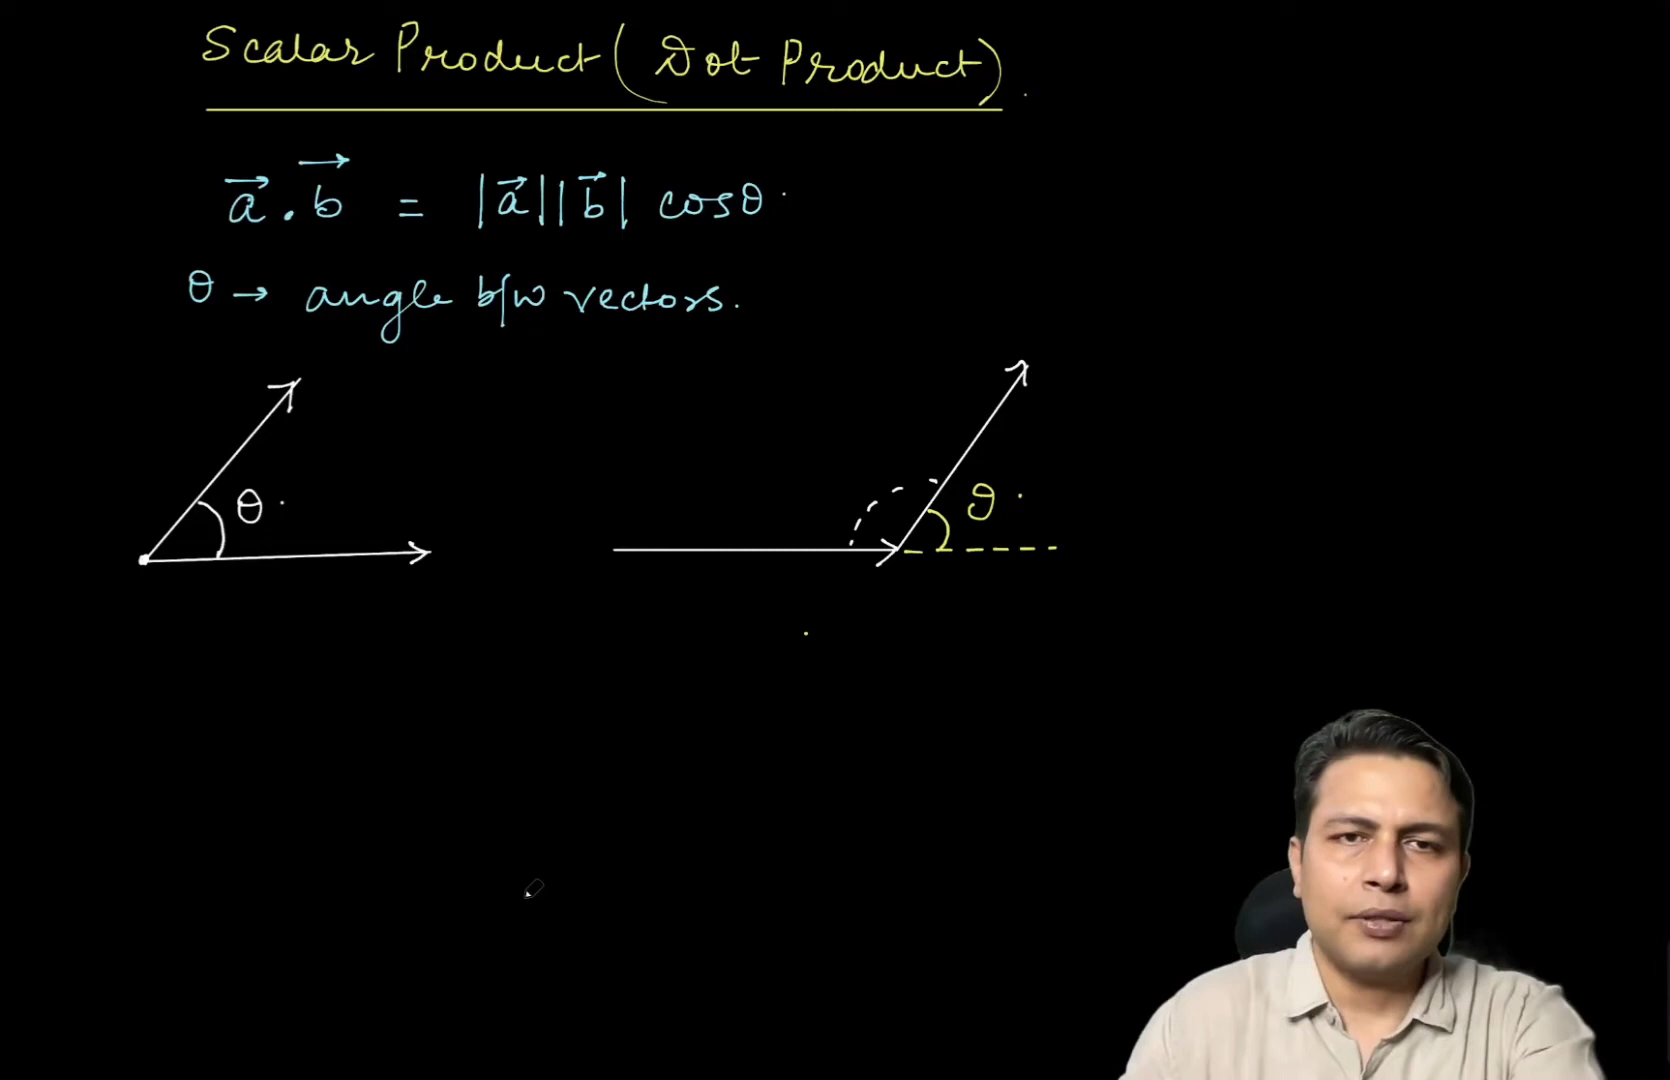 Scalar Product (Dot Product)
a⃗ . b⃗ = |a⃗||b⃗| cosθ
θ → angle b/w vectors.
θ
θ